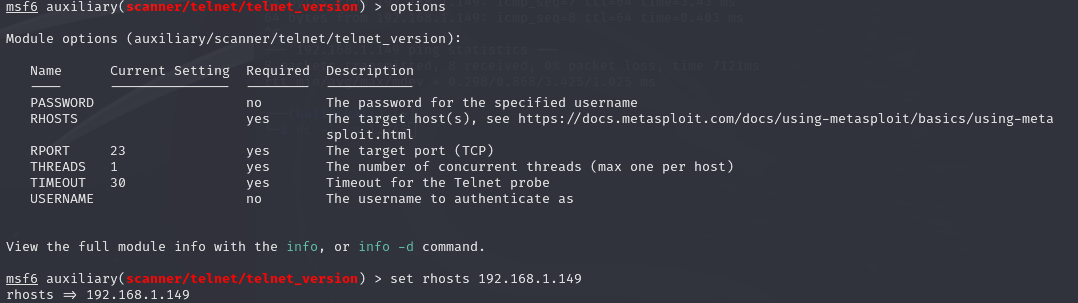 msf6 auxiliary(scanner/telnet/telnet_version) > options
Module options (auxiliary/scanner/telnet/telnet_version):
Name Current Setting Required Description
---- --------------- -------- -----------
PASSWORD no The password for the specified username
RHOSTS yes The target host(s), see https://docs.metasploit.com/docs/using-metasploit/basics/using-meta
sploit.html
RPORT 23 yes The target port (TCP)
THREADS 1 yes The number of concurrent threads (max one per host)
TIMEOUT 30 yes Timeout for the Telnet probe
USERNAME no The username to authenticate as
View the full module info with the info, or info -d command.
msf6 auxiliary(scanner/telnet/telnet_version) > set rhosts 192.168.1.149
rhosts => 192.168.1.149